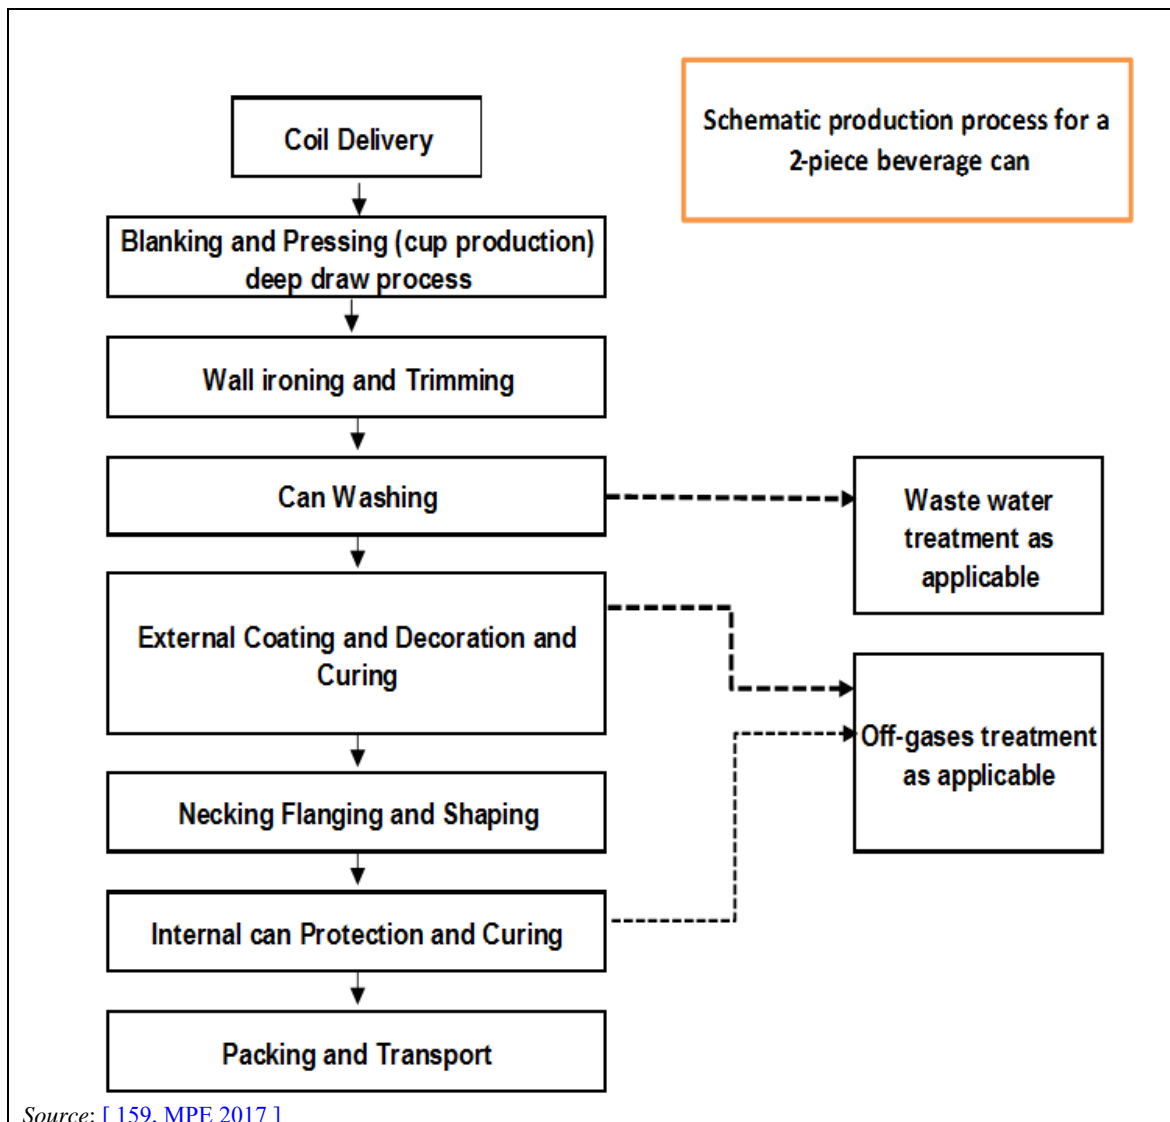 Schematic production process for a
2-piece beverage can
Coil Delivery
Blanking and Pressing (cup production)
deep draw process
Wall ironing and Trimming
Can Washing
Waste water
treatment as
applicable
External Coating and Decoration and
Curing
Off-gases treatment
as applicable
Necking Flanging and Shaping
Internal can Protection and Curing
Packing and Transport
Source: [ 159, MPE 2017 ]